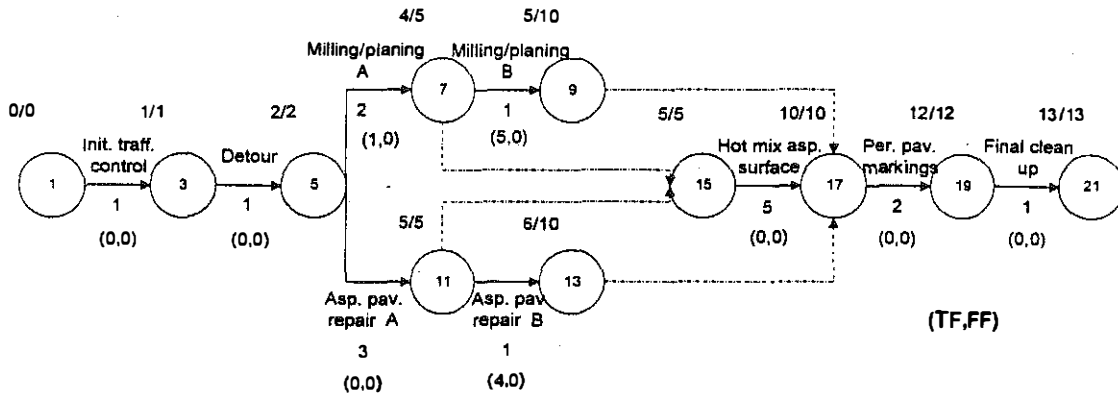 4/5
5/10
Milling/planing
A
Milling/planing
B
0/0
1/1
2/2
7
9
2
1
5/5
10/10
12/12
13/13
(1,0)
(5,0)
Init. traff.
control
Detour
Hot mix asp.
surface
Per. pav.
markings
Final clean
up
1
3
5
15
17
19
21
1
1
5
2
1
(0,0)
(0,0)
5/5
6/10
(0,0)
(0,0)
(0,0)
11
13
Asp. pav.
repair A
Asp. pav
repair B
(TF,FF)
3
1
(0,0)
(4,0)